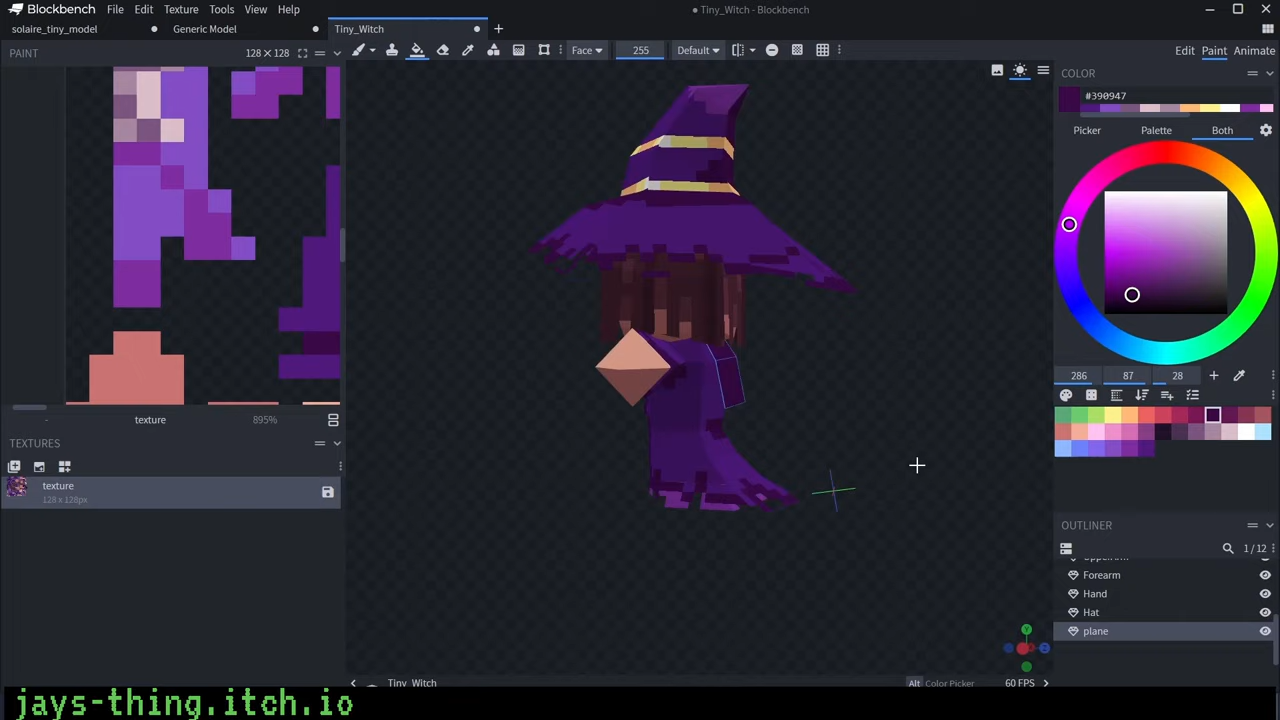 Blockbench File Edit Texture Tools View Help
Tiny_Witch - Blockbench
solaire_tiny_model Generic Model Tiny_Witch
PAINT 128 × 128
Face 255 Default
Edit Paint Animate
COLOR
#390947
Picker Palette Both
286 87 28
- texture 895%
TEXTURES
texture
128 x 128px
OUTLINER
1 / 12
Forearm
Hand
Hat
plane
Tiny_Witch
Alt Color Picker 60 FPS
jays-thing.itch.io